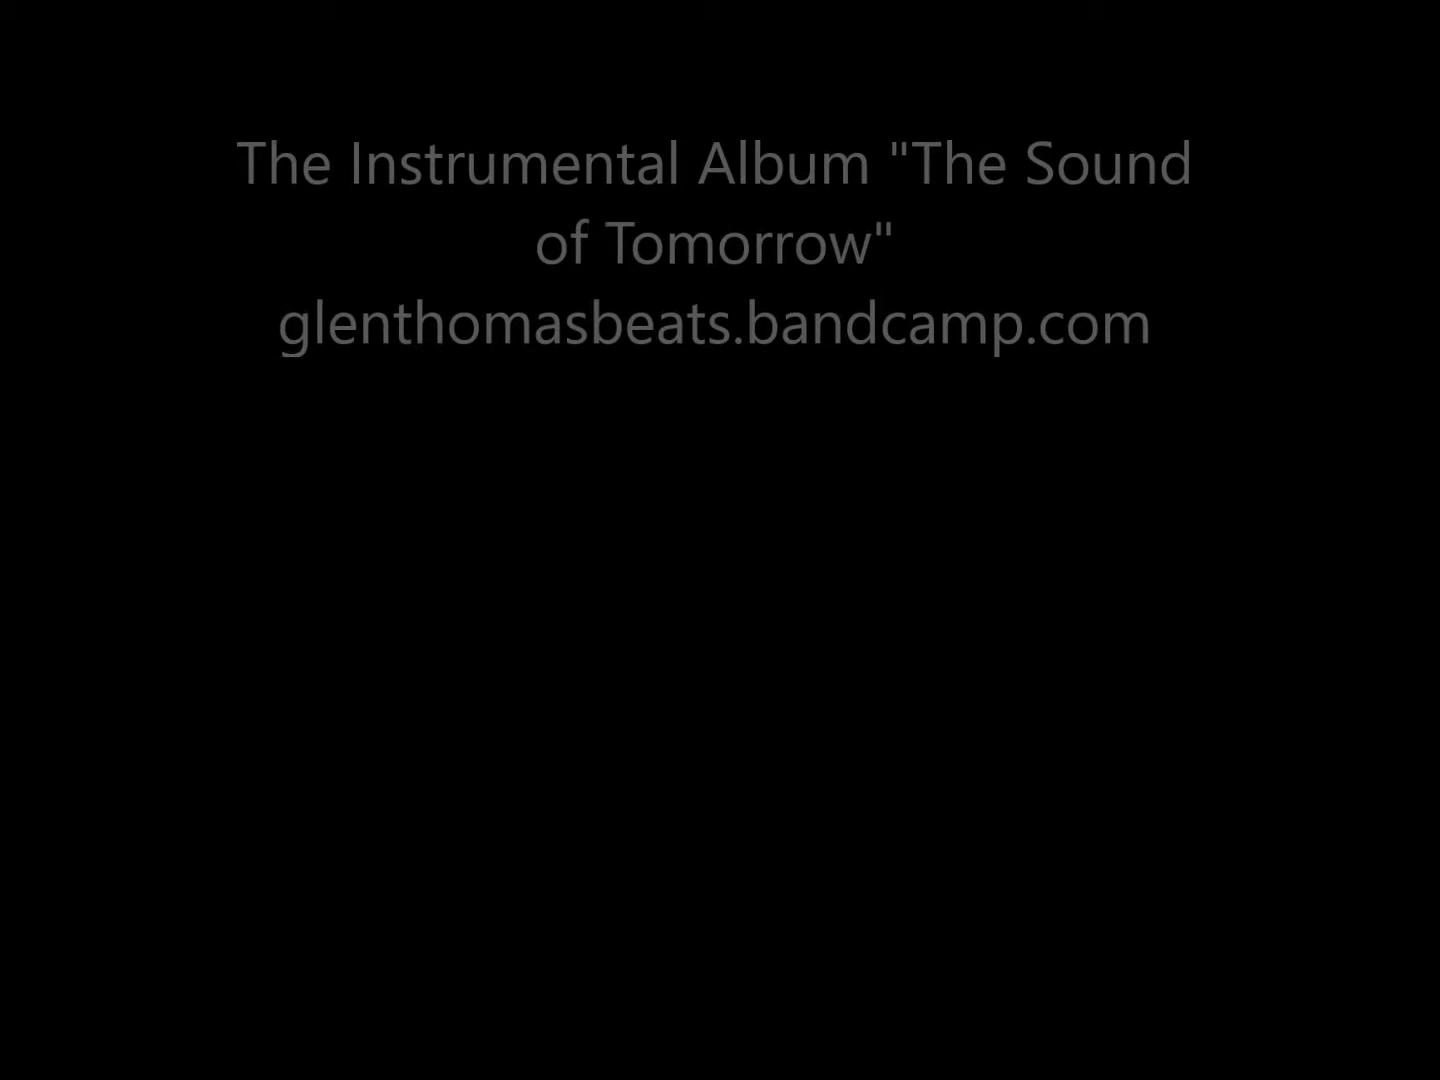 The Instrumental Album "The Sound
of Tomorrow"
glenthomasbeats.bandcamp.com